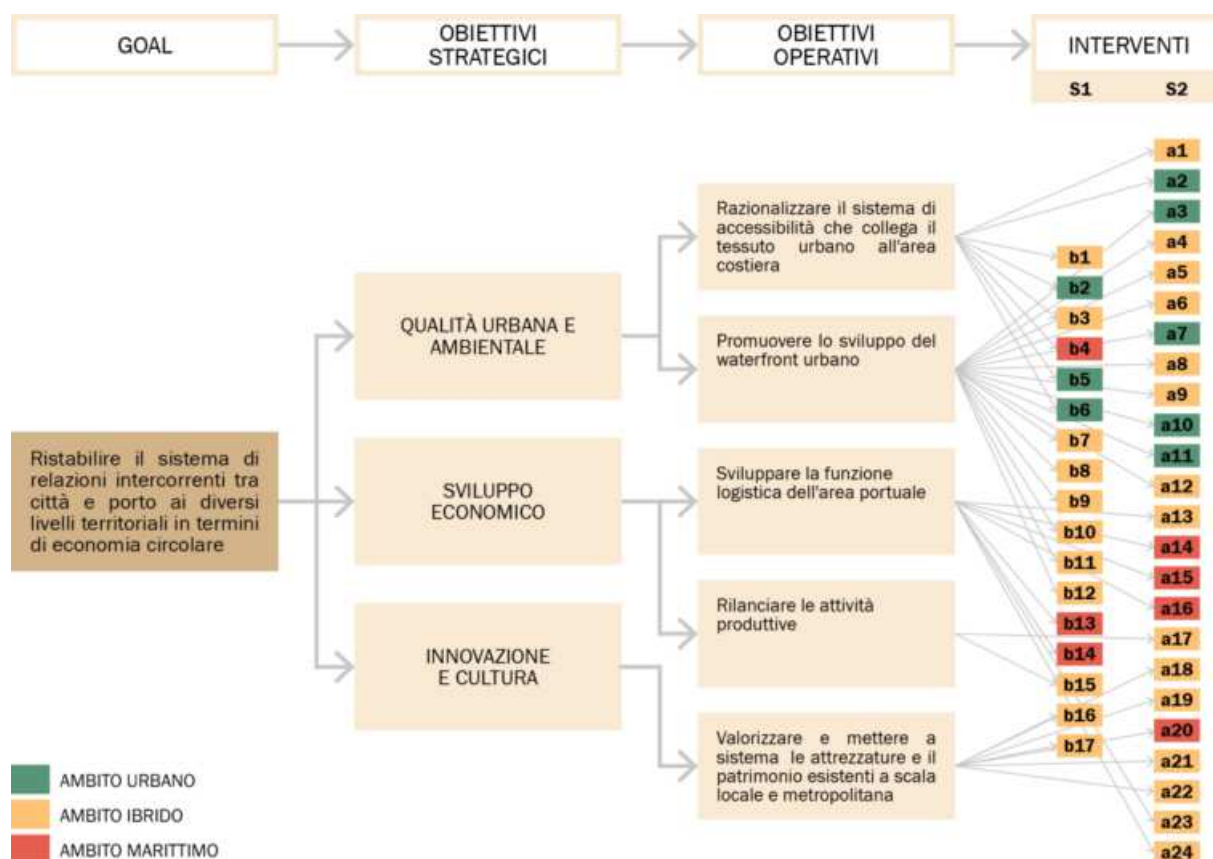 GOAL
OBIETTIVI
STRATEGICI
OBIETTIVI
OPERATIVI
INTERVENTI
S1
S2
Ristabilire il sistema di
relazioni intercorrenti tra
città e porto ai diversi
livelli territoriali in termini
di economia circolare
QUALITÀ URBANA E
AMBIENTALE
SVILUPPO
ECONOMICO
INNOVAZIONE
E CULTURA
Razionalizzare il sistema di
accessibilità che collega il
tessuto urbano all'area
costiera
Promuovere lo sviluppo del
waterfront urbano
Sviluppare la funzione
logistica dell'area portuale
Rilanciare le attività
produttive
Valorizzare e mettere a
sistema le attrezzature e il
patrimonio esistenti a scala
locale e metropolitana
b1
b2
b3
b4
b5
b6
b7
b8
b9
b10
b11
b12
b13
b14
b15
b16
b17
a1
a2
a3
a4
a5
a6
a7
a8
a9
a10
a11
a12
a13
a14
a15
a16
a17
a18
a19
a20
a21
a22
a23
a24
AMBITO URBANO
AMBITO IBRIDO
AMBITO MARITTIMO